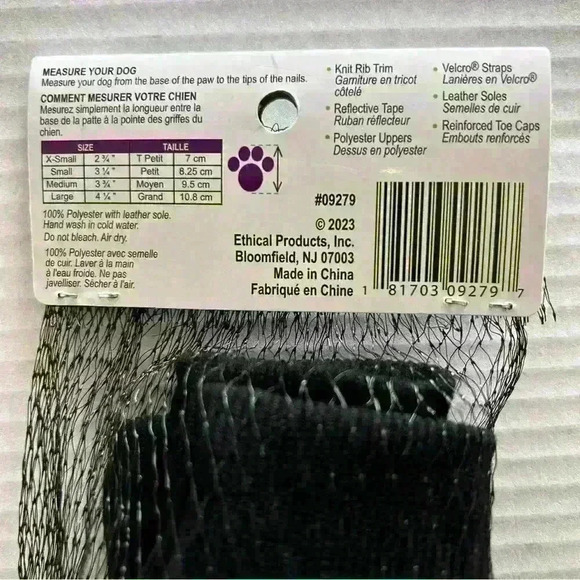 MEASURE YOUR DOG
Measure your dog from the base of the paw to the tips of the nails.
COMMENT MESURER VOTRE CHIEN
Mesurez simplement la longueur entre la
base de la patte à la pointe des griffes du
chien.
SIZE TAILLE
X-Small 2 ¾ " T Petit 7 cm
Small 3 ¼ " Petit 8.25 cm
Medium 3 ¾ " Moyen 9.5 cm
Large 4 ¼ " Grand 10.8 cm
100% Polyester with leather sole.
Hand wash in cold water.
Do not bleach. Air dry.
100% Polyester avec semelle
de cuir. Laver à la main
à l'eau froide. Ne pas
javelliser. Sécher à l'air.
• Knit Rib Trim
Garniture en tricot
côtelé
• Reflective Tape
Ruban réflecteur
• Polyester Uppers
Dessus en polyester
• Velcro® Straps
Lanières en Velcro®
• Leather Soles
Semelles de cuir
• Reinforced Toe Caps
Embouts renforcés
#09279
© 2023
Ethical Products, Inc.
Bloomfield, NJ 07003
Made in China
Fabriqué en Chine
1 81703 09279 7